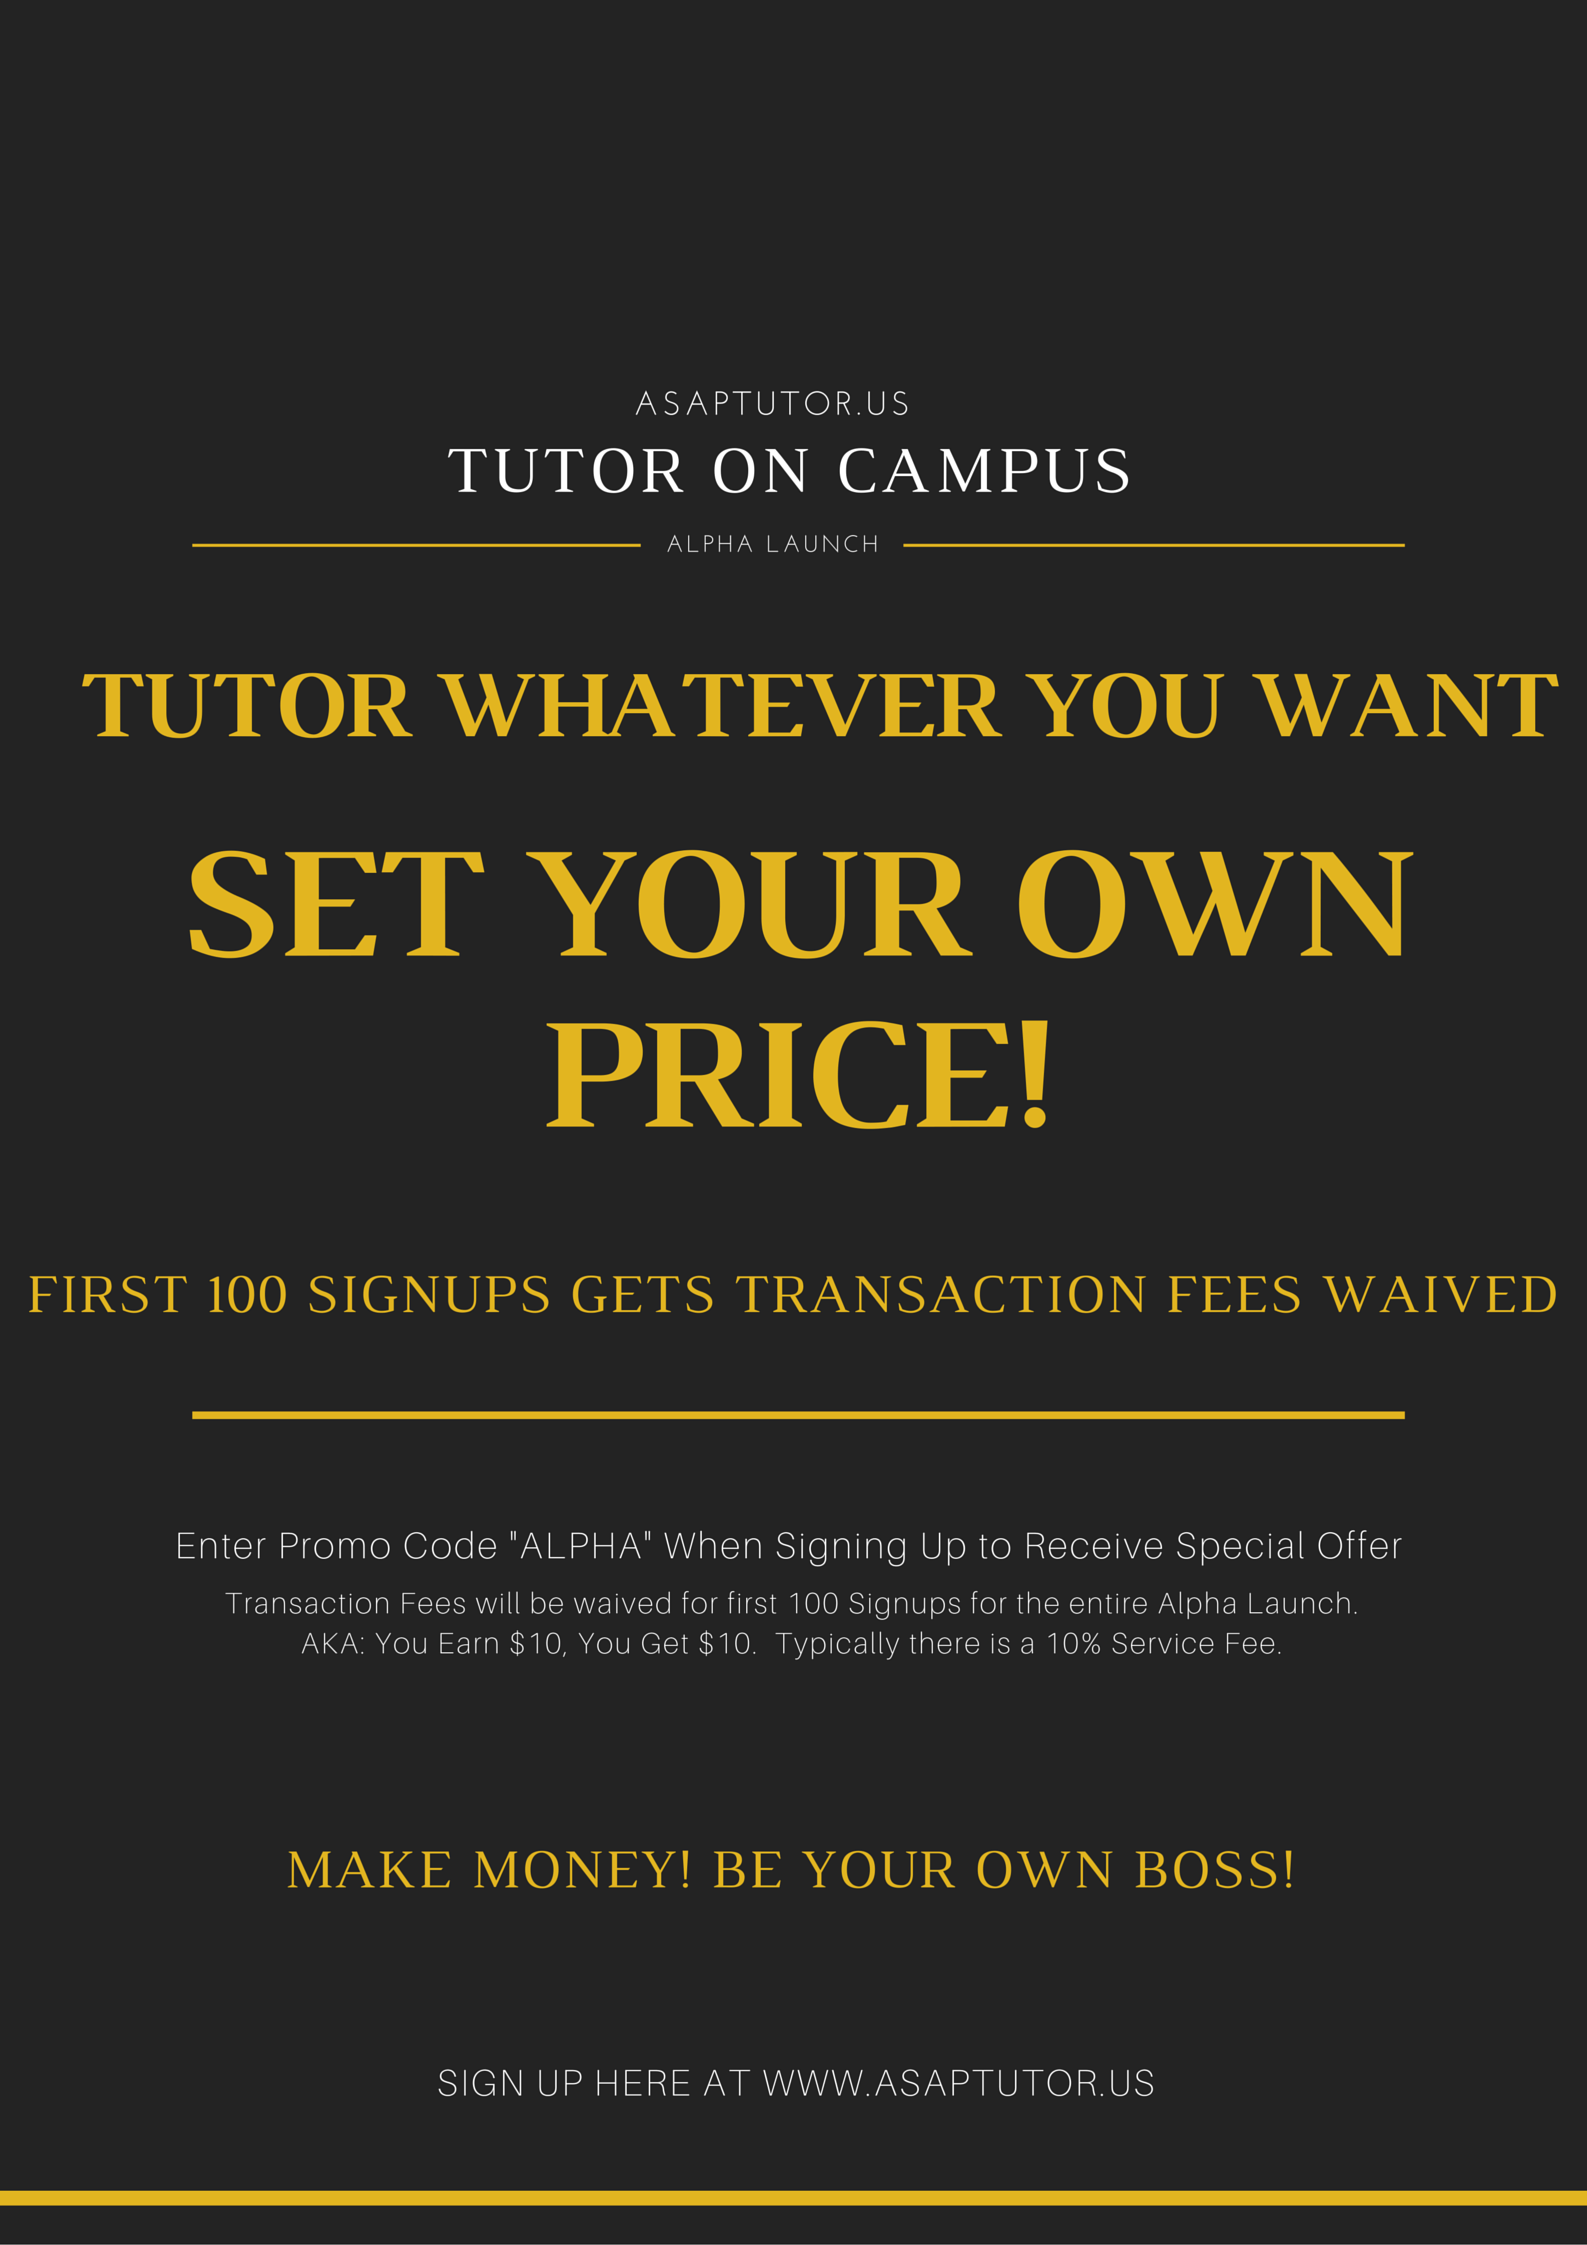 ASAPTUTOR.US
TUTOR ON CAMPUS
ALPHA LAUNCH
TUTOR WHATEVER YOU WANT
SET YOUR OWN
PRICE!
FIRST 100 SIGNUPS GETS TRANSACTION FEES WAIVED
Enter Promo Code "ALPHA" When Signing Up to Receive Special Offer
Transaction Fees will be waived for first 100 Signups for the entire Alpha Launch.
AKA: You Earn $10, You Get $10.  Typically there is a 10% Service Fee.
MAKE MONEY! BE YOUR OWN BOSS!
SIGN UP HERE AT WWW.ASAPTUTOR.US